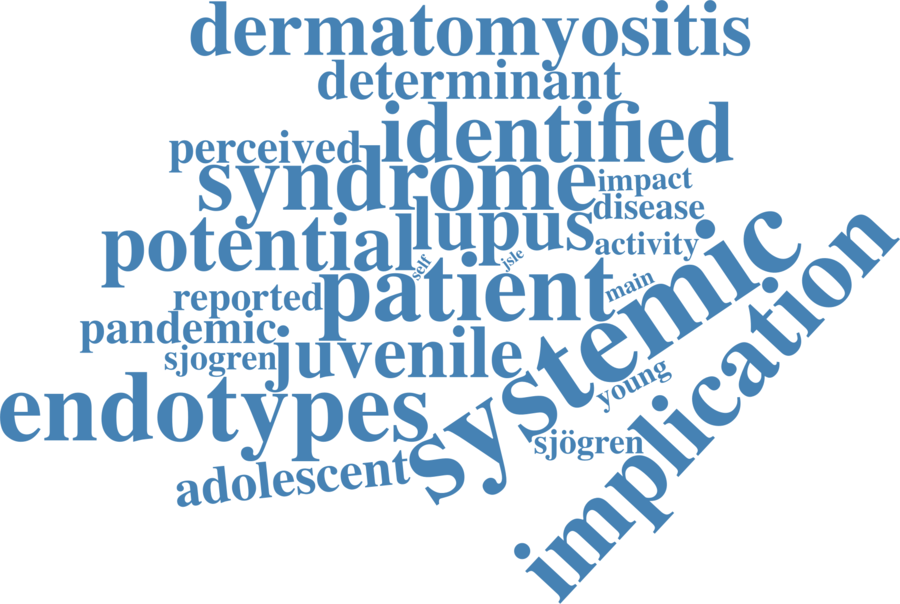 dermatomyositis
determinant
identified
perceived
syndrome
impact
disease
lupus
potential
activity
self
jsle
patient
main
reported
pandemic
systemic
implication
juvenile
sjogren
young
endotypes
sjögren
adolescent